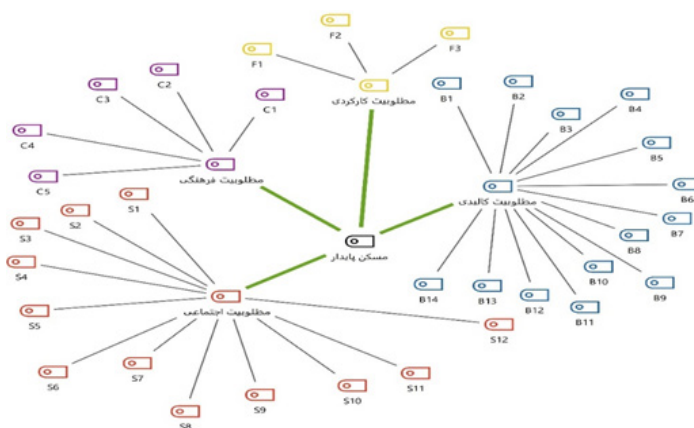 F1
F2
F3
مطلوبیت کارکردی
C1
C2
C3
C4
C5
مطلوبیت فرهنگی
B1
B2
B3
B4
B5
B6
B7
B8
B9
B10
B11
B12
B13
B14
مطلوبیت کالبدی
مسکن پایدار
S1
S2
S3
S4
S5
S6
S7
S8
S9
S10
S11
S12
مطلوبیت اجتماعی